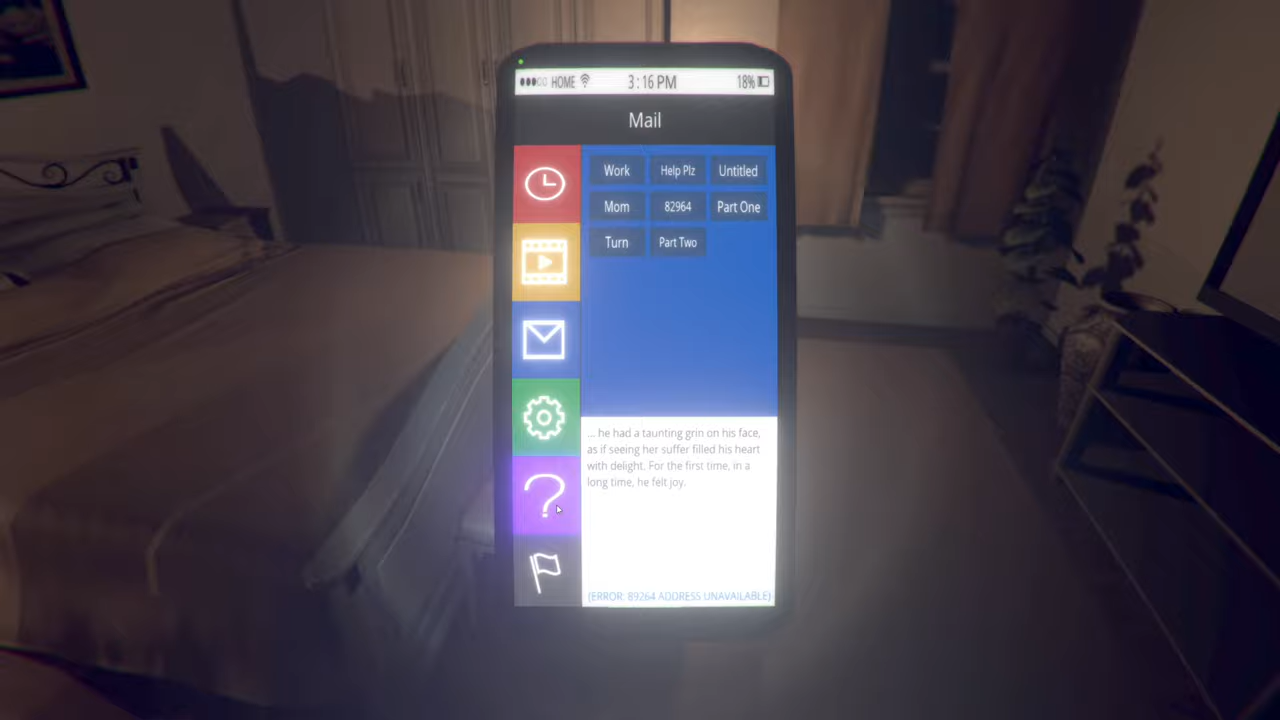 HOME 3:16 PM 18%
Mail
Work Help Plz Untitled
Mom 82964 Part One
Turn Part Two
... he had a taunting grin on his face,
as if seeing her suffer filled his heart
with delight. For the first time, in a
long time, he felt joy.
(ERROR: 89264 ADDRESS UNAVAILABLE)